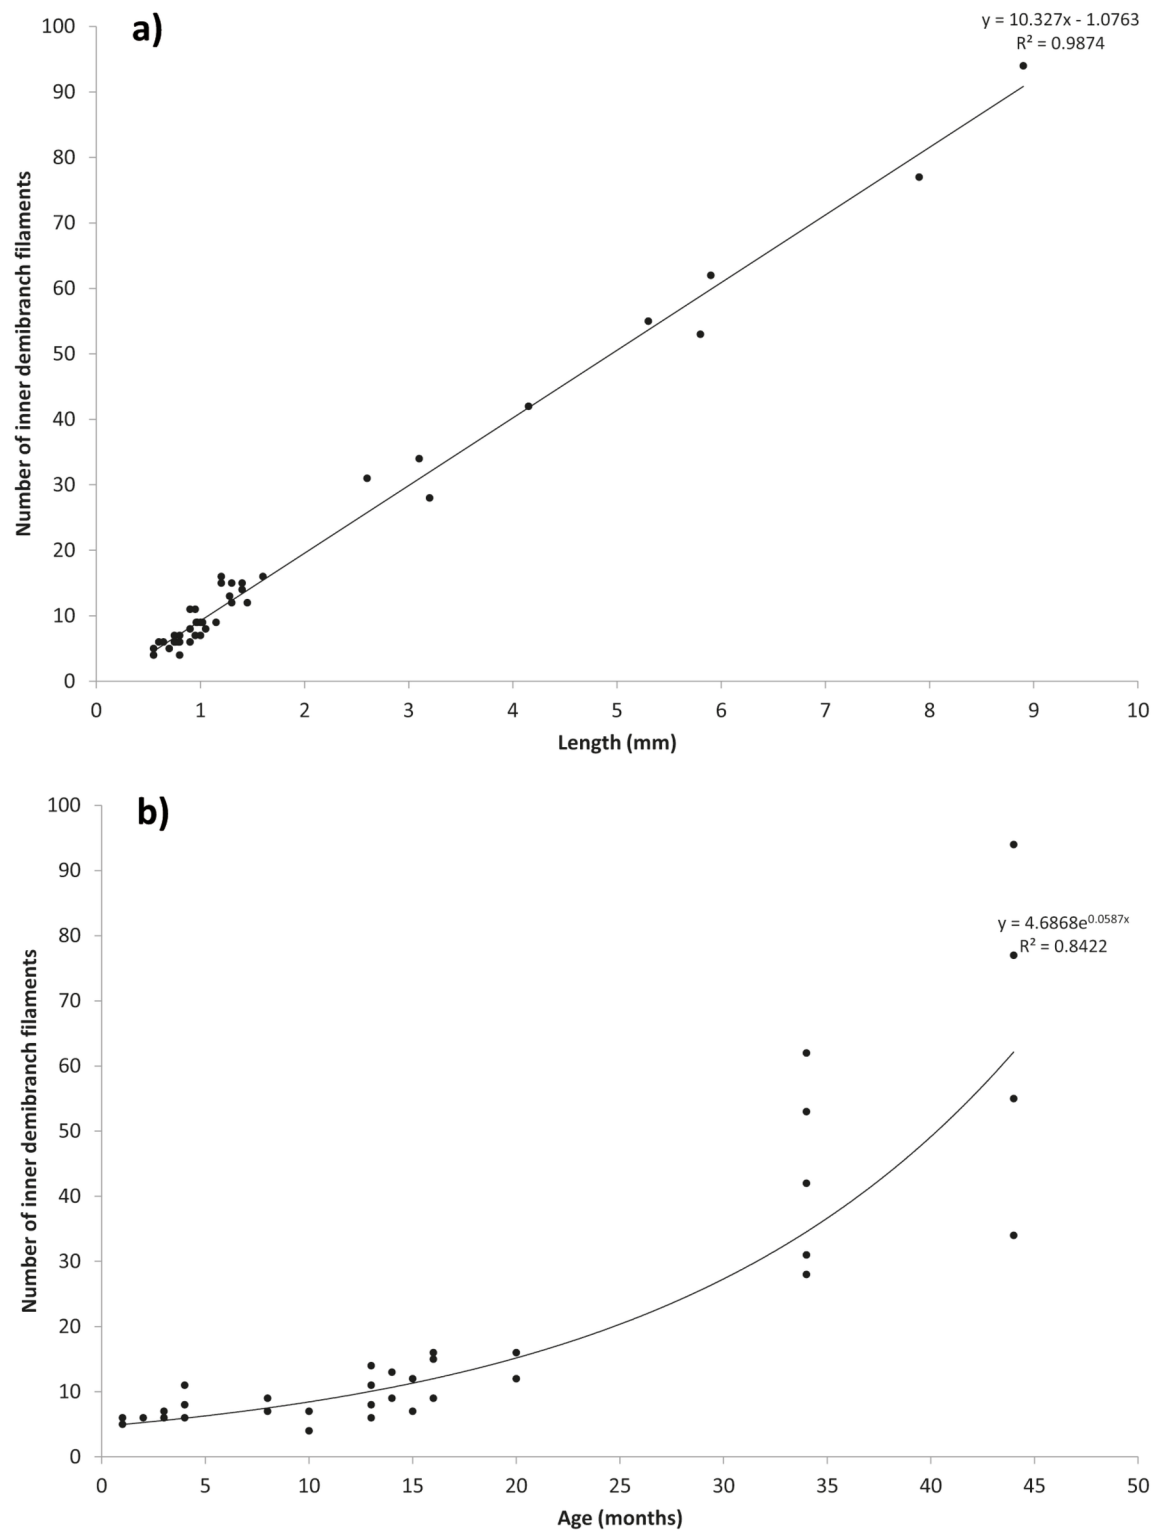 a)
y = 10.327x - 1.0763
R² = 0.9874
100
90
80
70
60
50
40
30
20
10
0
Number of inner demibranch filaments
0 1 2 3 4 5 6 7 8 9 10
Length (mm)
b)
100
90
80
70
60
50
40
30
20
10
0
Number of inner demibranch filaments
y = 4.6868e^0.0587x
R² = 0.8422
0 5 10 15 20 25 30 35 40 45 50
Age (months)